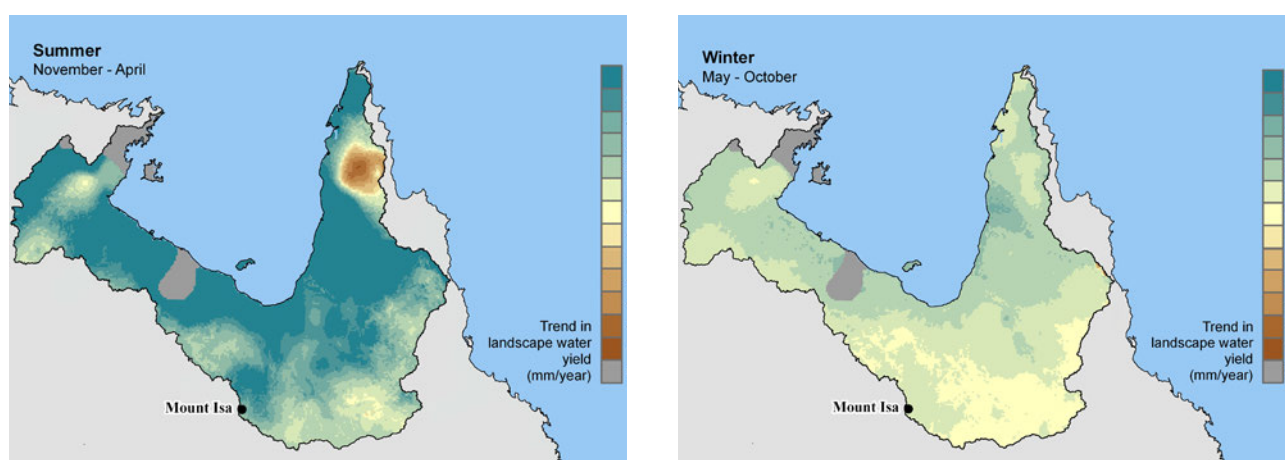 Summer
November - April
Trend in
landscape water
yield
(mm/year)
Mount Isa
Winter
May - October
Trend in
landscape water
yield
(mm/year)
Mount Isa